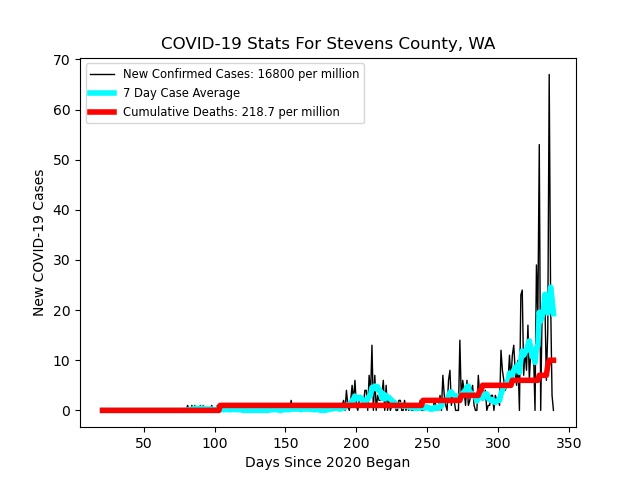 COVID-19 Stats For Stevens County, WA
New Confirmed Cases: 16800 per million
7 Day Case Average
Cumulative Deaths: 218.7 per million
New COVID-19 Cases
70
60
50
40
30
20
10
0
50
100
150
200
250
300
350
Days Since 2020 Began